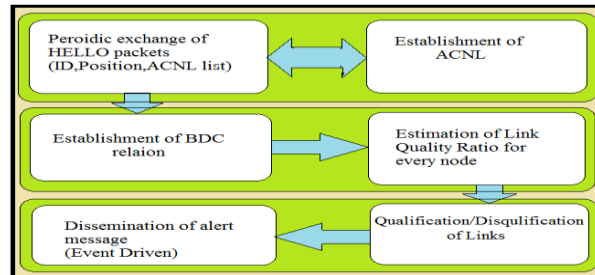 Peroidic exchange of
HELLO packets
(ID,Position,ACNL list)
Establishment of
ACNL
Establishment of BDC
relaion
Estimation of Link
Quality Ratio for
every node
Dissemination of alert
message
(Event Driven)
Qualification/Disqulification
of Links